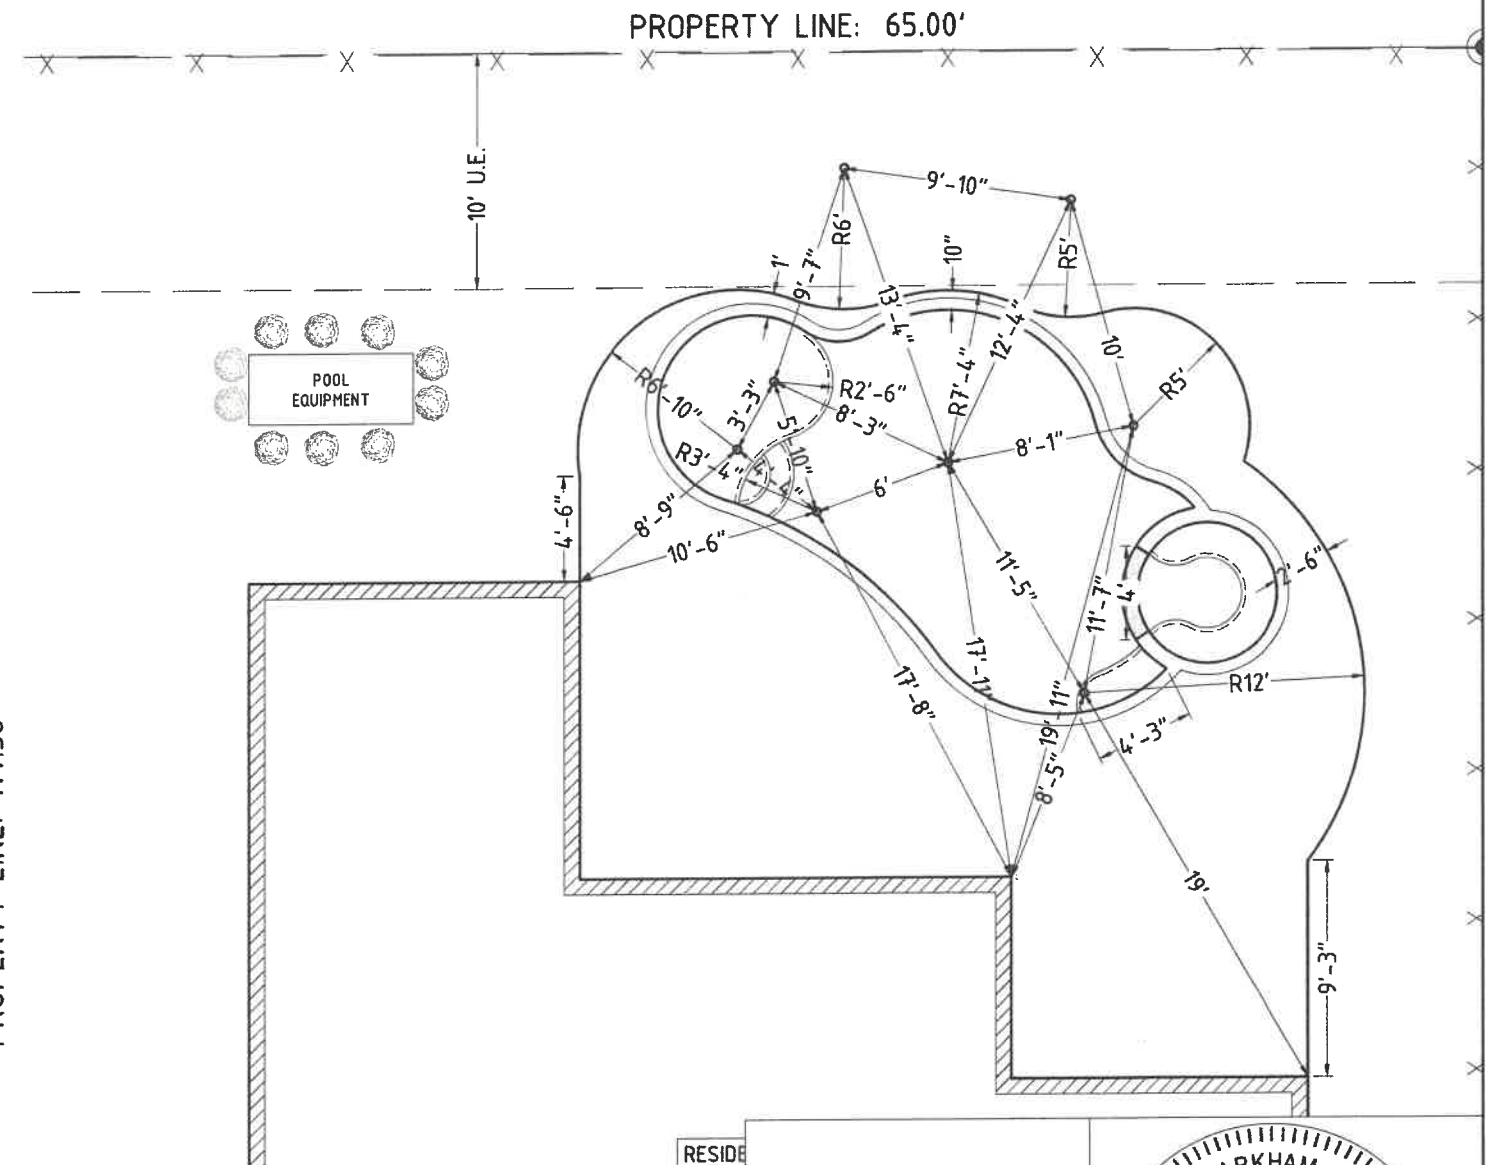 PROPERTY LINE: 65.00'
10' U.E.
9'-10"
R6'
R5'
1'
9'-7"
10"
13'-4"
12'-4"
10'
R5'
POOL
EQUIPMENT
R6'-10"
3'-3"
R2'-6"
8'-3"
R7'-4"
5'-10"
R3'-4"
4'-4"
8'-1"
6'
4'-6"
8'-9"
10'-6"
11'-5"
11'-7"
4'
2'-6"
17'-11"
17'-8"
19'-11"
8'-5"
R12'
4'-3"
19'
9'-3"
RESIDE
ARKHAM